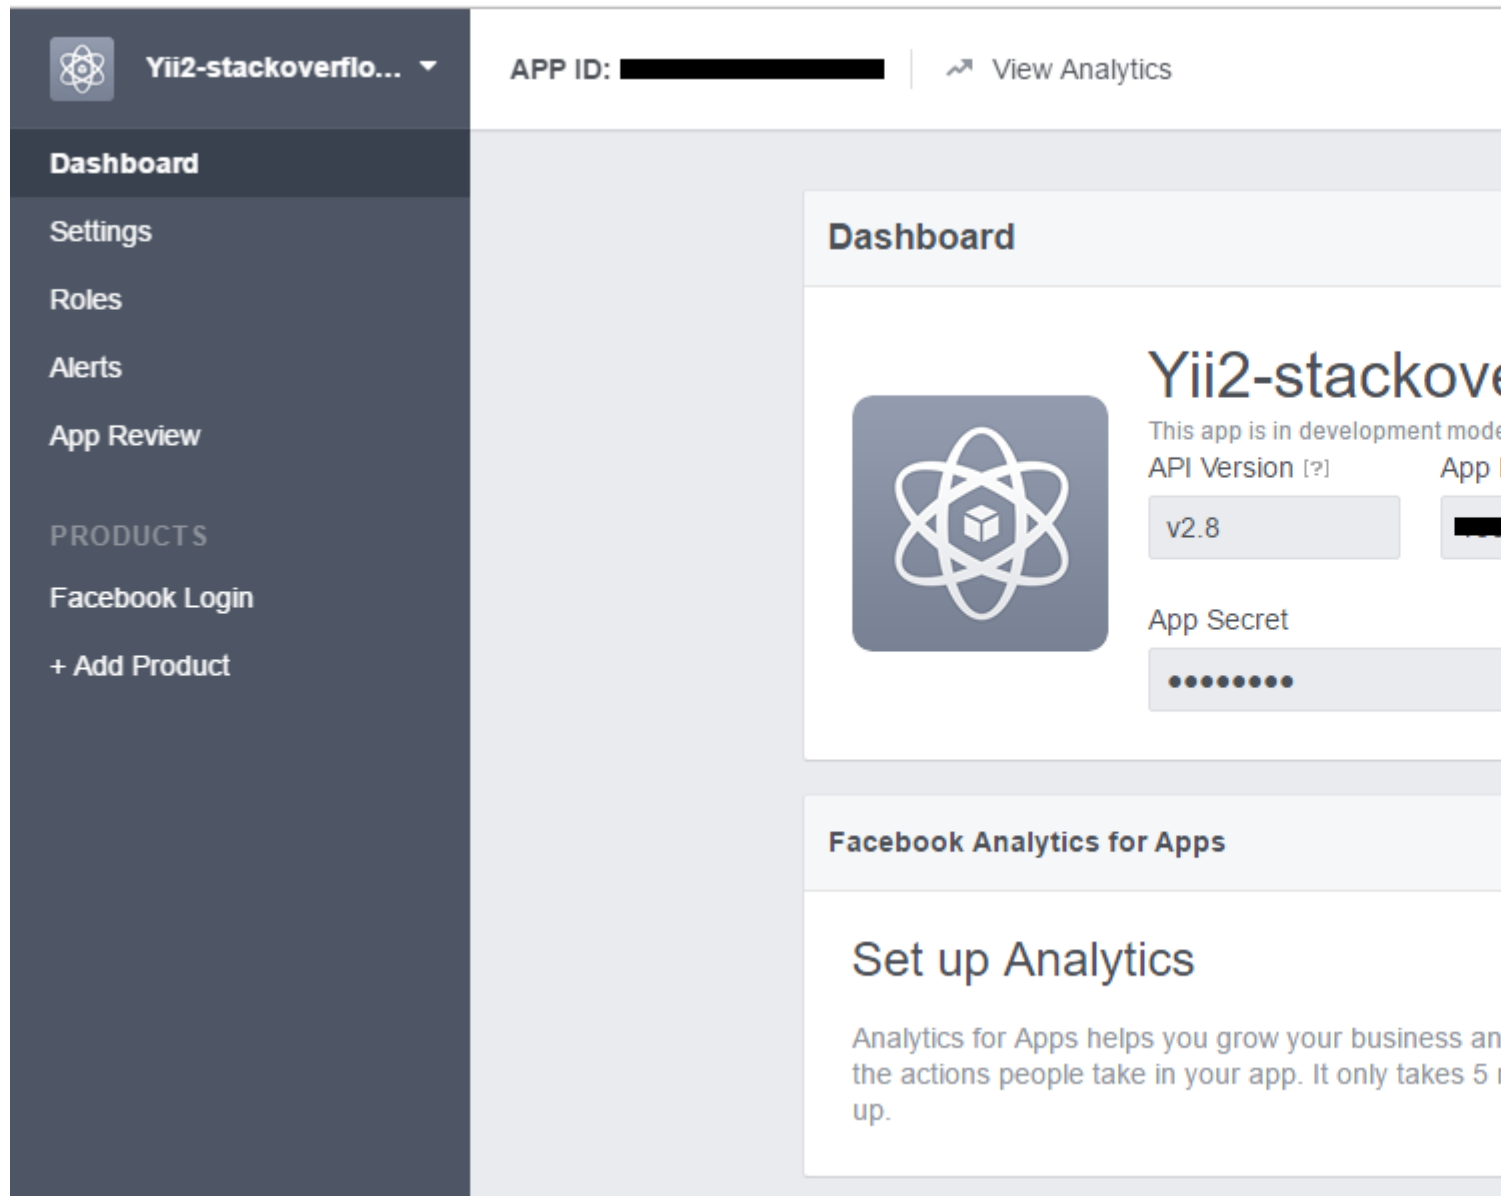 Yii2-stackoverflo...
APP ID:
View Analytics
Dashboard
Settings
Roles
Alerts
App Review
PRODUCTS
Facebook Login
+ Add Product
Dashboard
Yii2-stackove
This app is in development mode
API Version [?]
App
v2.8
App Secret
••••••••
Facebook Analytics for Apps
Set up Analytics
Analytics for Apps helps you grow your business an
the actions people take in your app. It only takes 5
up.